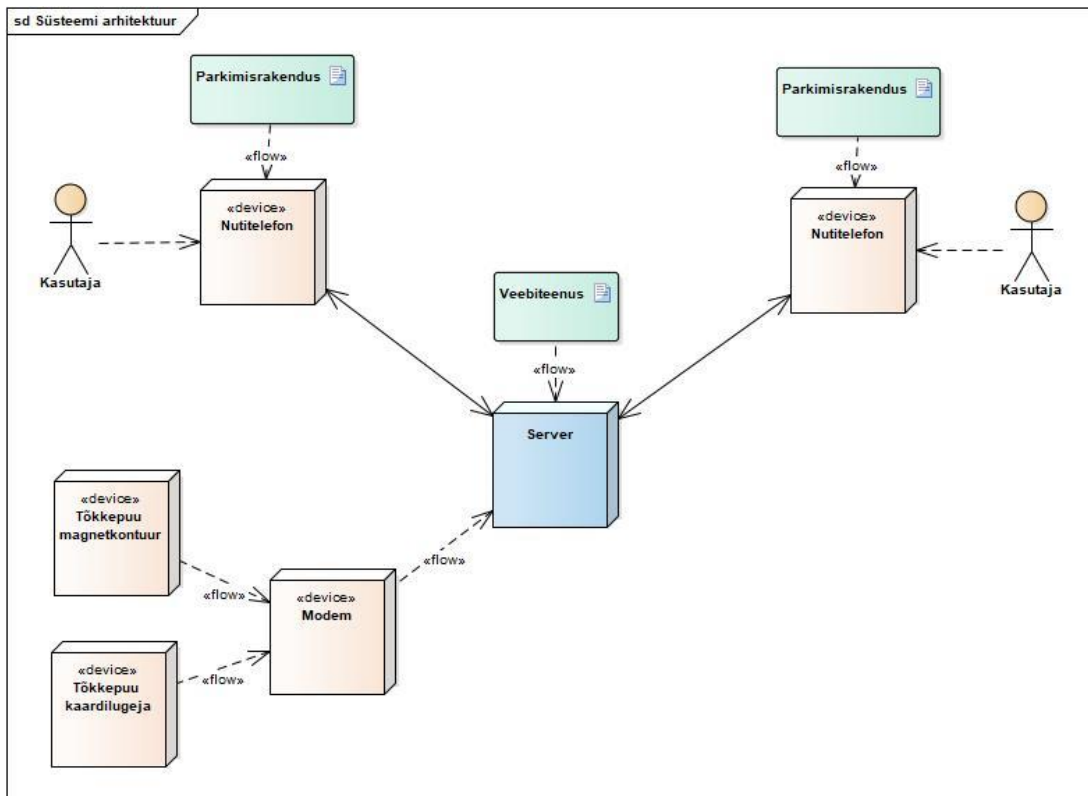 sd Süsteemi arhitektuur
Parkimisrakendus
«flow»
«device»
Nutitelefon
Kasutaja
Parkimisrakendus
«flow»
«device»
Nutitelefon
Kasutaja
Veebiteenus
«flow»
Server
«device»
Tõkkepuu
magnetkontuur
«flow»
«device»
Modem
«flow»
«device»
Tõkkepuu
kaardilugeja
«flow»